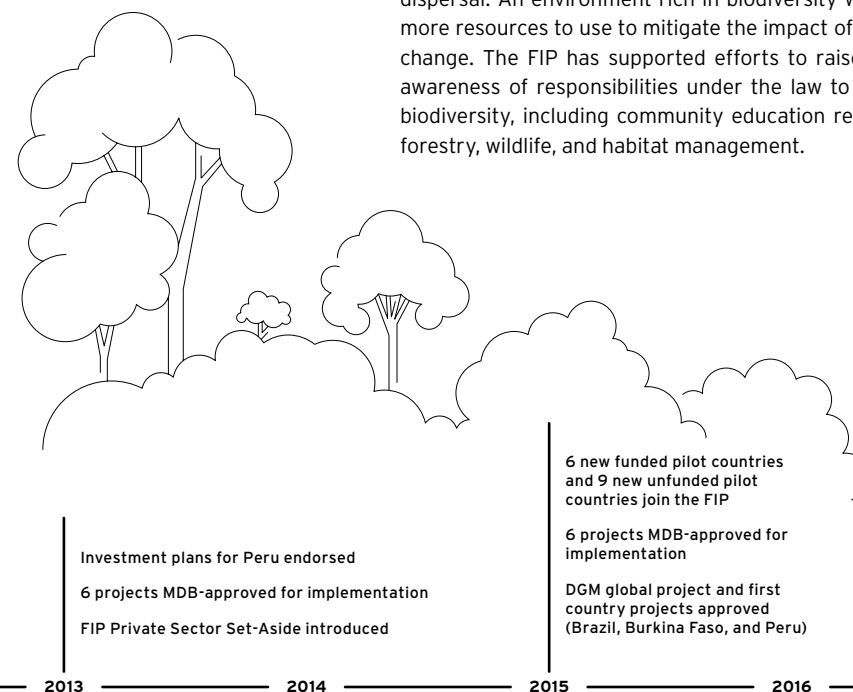 dispersal. An environment rich in biodiversity
more resources to use to mitigate the impact of
change. The FIP has supported efforts to raise
awareness of responsibilities under the law to
biodiversity, including community education
forestry, wildlife, and habitat management.
6 new funded pilot countries
and 9 new unfunded pilot
countries join the FIP
6 projects MDB-approved for
implementation
DGM global project and first
country projects approved
(Brazil, Burkina Faso, and Peru)
Investment plans for Peru endorsed
6 projects MDB-approved for implementation
FIP Private Sector Set-Aside introduced
2013 2014 2015 2016